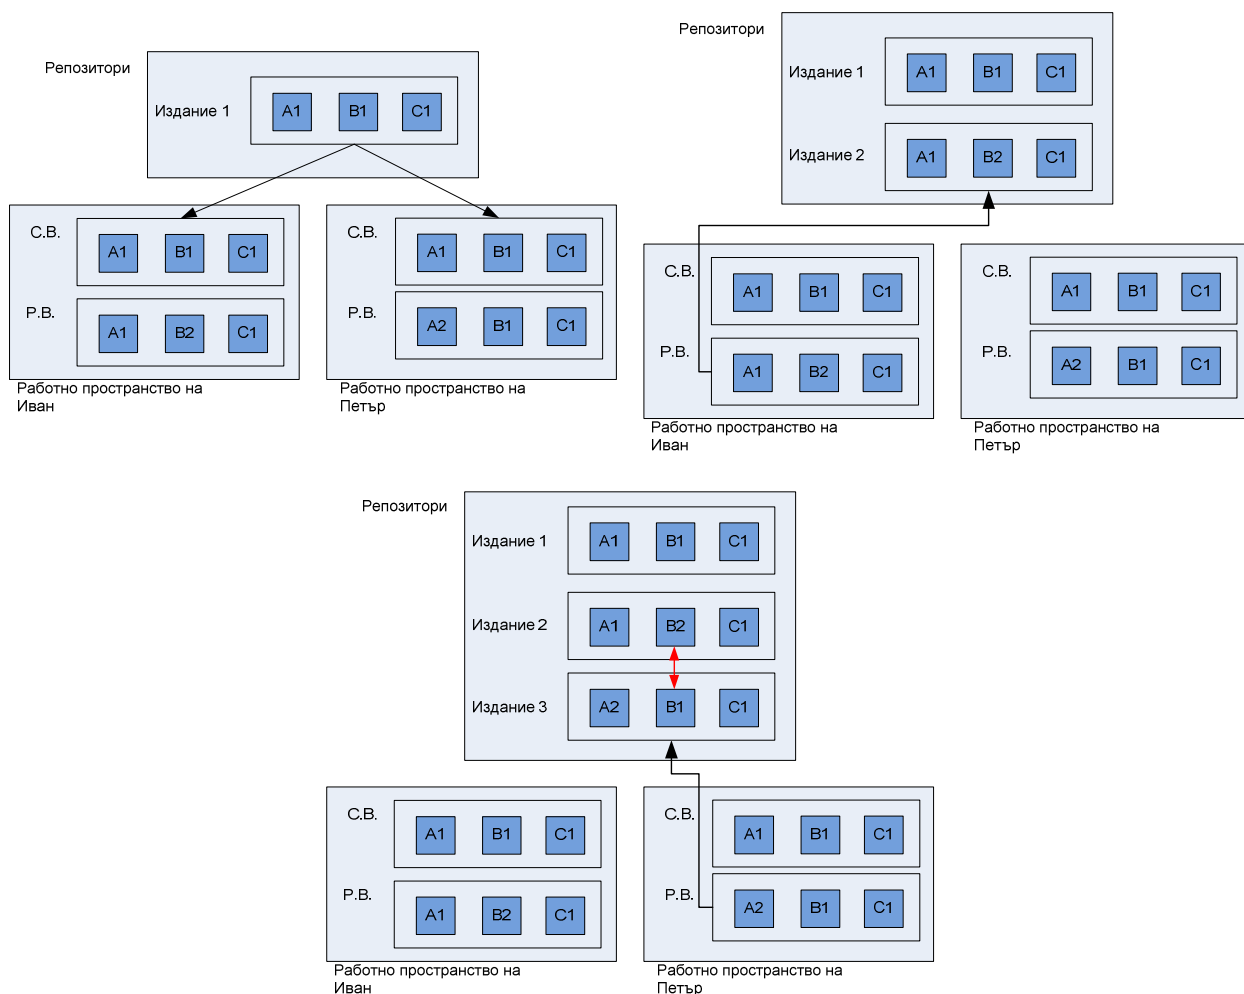 Репозитори
Издание 1
A1 B1 C1
С.В.
A1 B1 C1
Р.В.
A1 B2 C1
Работно пространство на
Иван
С.В.
A1 B1 C1
Р.В.
A2 B1 C1
Работно пространство на
Петър
Репозитори
Издание 1
A1 B1 C1
Издание 2
A1 B2 C1
С.В.
A1 B1 C1
Р.В.
A1 B2 C1
Работно пространство на
Иван
С.В.
A1 B1 C1
Р.В.
A2 B1 C1
Работно пространство на
Петър
Репозитори
Издание 1
A1 B1 C1
Издание 2
A1 B2 C1
Издание 3
A2 B1 C1
С.В.
A1 B1 C1
Р.В.
A1 B2 C1
Работно пространство на
Иван
С.В.
A1 B1 C1
Р.В.
A2 B1 C1
Работно пространство на
Петър